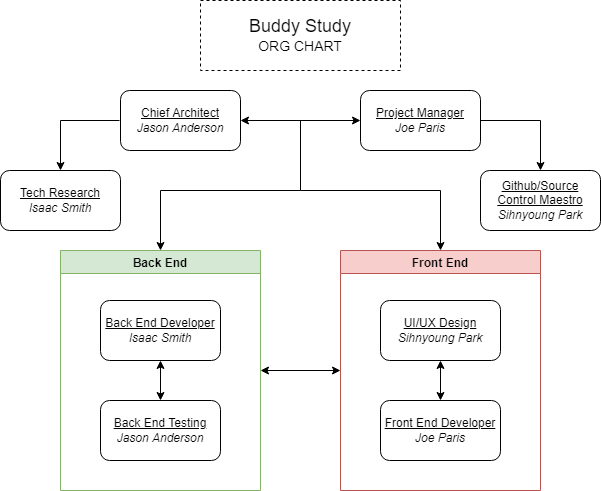 Buddy Study
ORG CHART
Chief Architect
Jason Anderson
Project Manager
Joe Paris
Tech Research
Isaac Smith
Github/Source
Control Maestro
Sihnyoung Park
Back End
Front End
Back End Developer
Isaac Smith
UI/UX Design
Sihnyoung Park
Back End Testing
Jason Anderson
Front End Developer
Joe Paris